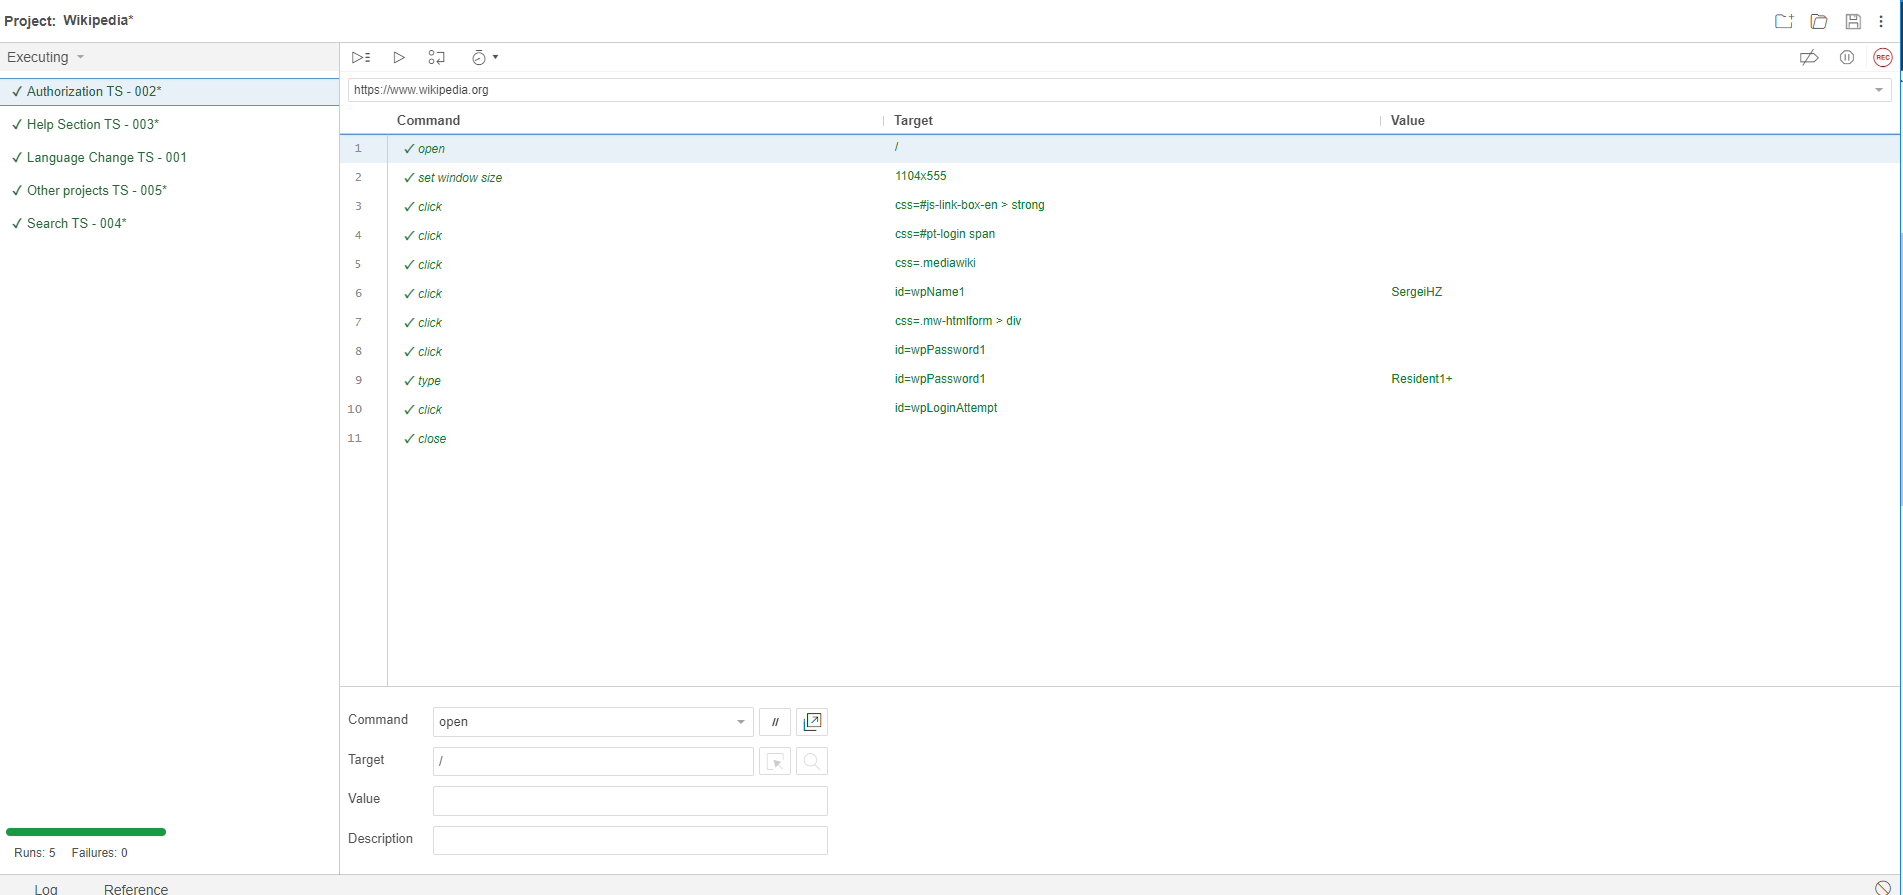 Project: Wikipedia*
Executing
Authorization TS - 002*
Help Section TS - 003*
Language Change TS - 001
Other projects TS - 005*
Search TS - 004*
Runs: 5 Failures: 0
REC
https://www.wikipedia.org
Command Target Value
1 open /
2 set window size 1104x555
3 click css=#js-link-box-en > strong
4 click css=#pt-login span
5 click css=.mediawiki
6 click id=wpName1 SergeiHZ
7 click css=.mw-htmlform > div
8 click id=wpPassword1
9 type id=wpPassword1 Resident1+
10 click id=wpLoginAttempt
11 close
Command open //
Target /
Value
Description
Log Reference